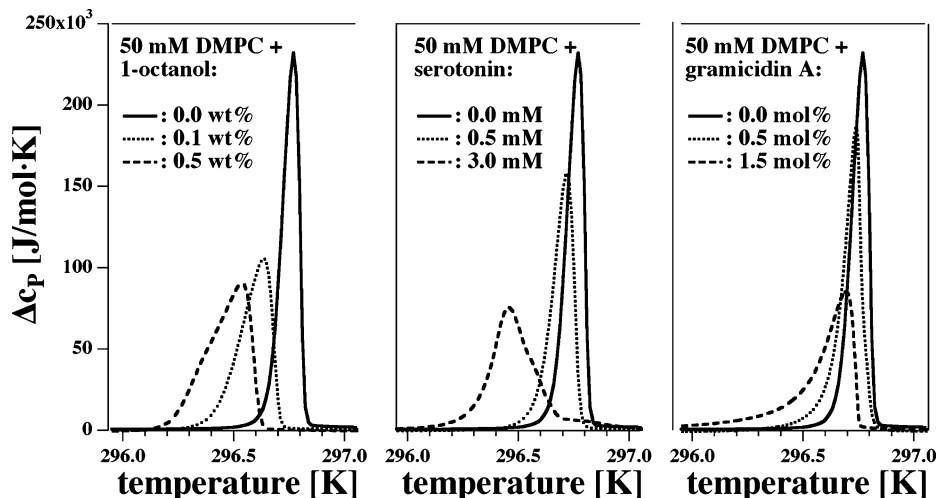 250x10³
200
150
100
50
0
Δcₚ [J/mol·K]
50 mM DMPC +
1-octanol:
: 0.0 wt%
: 0.1 wt%
: 0.5 wt%
296.0
296.5
297.0
temperature [K]
50 mM DMPC +
serotonin:
: 0.0 mM
: 0.5 mM
: 3.0 mM
296.0
296.5
297.0
temperature [K]
50 mM DMPC +
gramicidin A:
: 0.0 mol%
: 0.5 mol%
: 1.5 mol%
296.0
296.5
297.0
temperature [K]